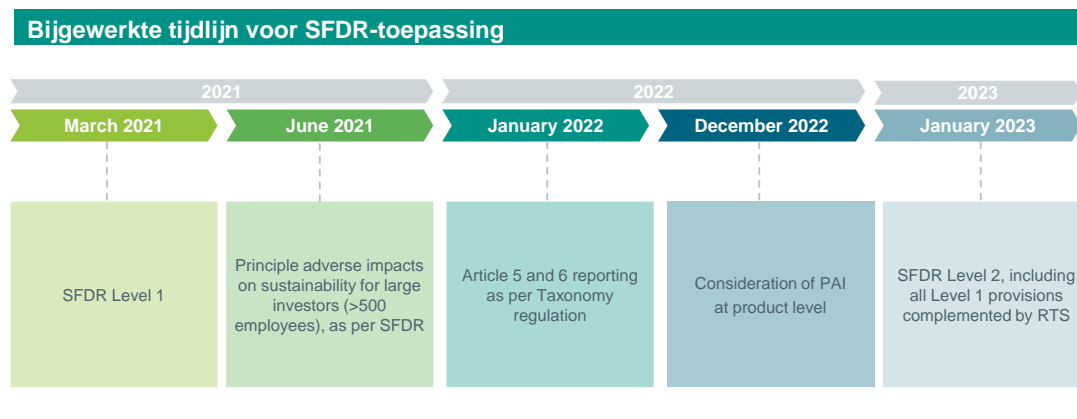 Bijgewerkte tijdlijn voor SFDR-toepassing
2021
2022
2023
March 2021
June 2021
January 2022
December 2022
January 2023
SFDR Level 1
Principle adverse impacts
on sustainability for large
investors (>500
employees), as per SFDR
Article 5 and 6 reporting
as per Taxonomy
regulation
Consideration of PAI
at product level
SFDR Level 2, including
all Level 1 provisions
complemented by RTS